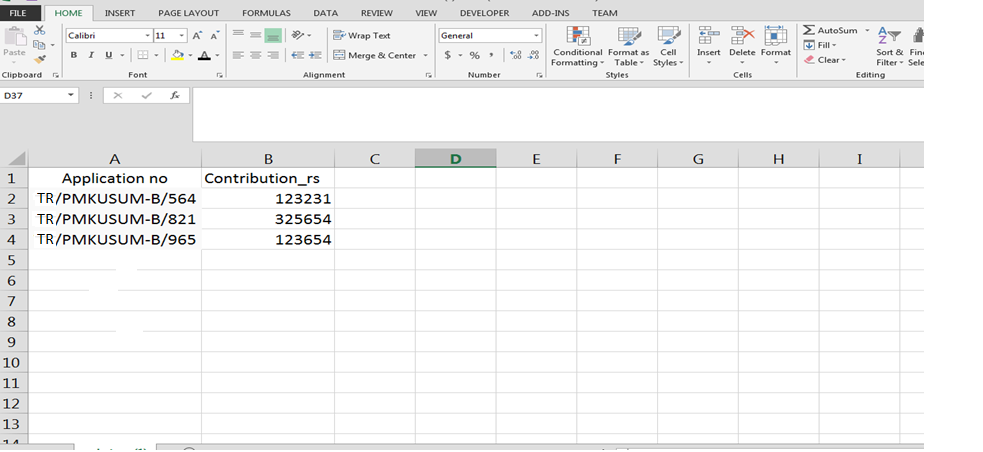 FILE HOME INSERT PAGE LAYOUT FORMULAS DATA REVIEW VIEW DEVELOPER ADD-INS TEAM
Calibri 11 Wrap Text General AutoSum
Paste Conditional Format as Cell Insert Delete Format Fill Sort &
B I U Merge & Center $ % , Formatting Table Styles Clear Filter
Clipboard Font Alignment Number Styles Cells Editing
D37 fx
A B C D E F G H I
1 Application no Contribution_rs
2 TR/PMKUSUM-B/564 123231
3 TR/PMKUSUM-B/821 325654
4 TR/PMKUSUM-B/965 123654
5
6
7
8
9
10
11
12
13
14